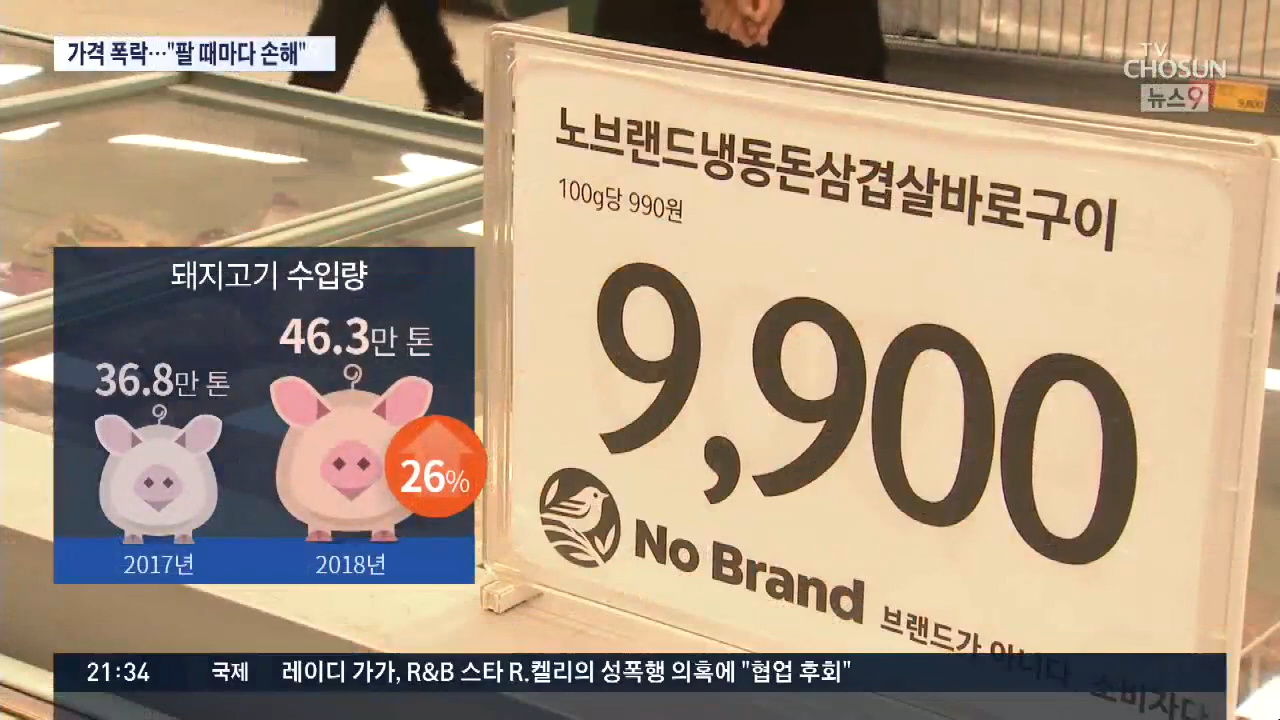 가격 폭락…"팔 때마다 손해"
TV
CHOSUN
뉴스9
9,800
노브랜드냉동돈삼겹살바로구이
100g당 990원
9,900
No Brand
브랜드가 아니다. 소비자다
돼지고기 수입량
46.3만 톤
36.8만 톤
26%
2017년
2018년
21:34 국제 레이디 가가, R&B 스타 R.켈리의 성폭행 의혹에 "협업 후회"